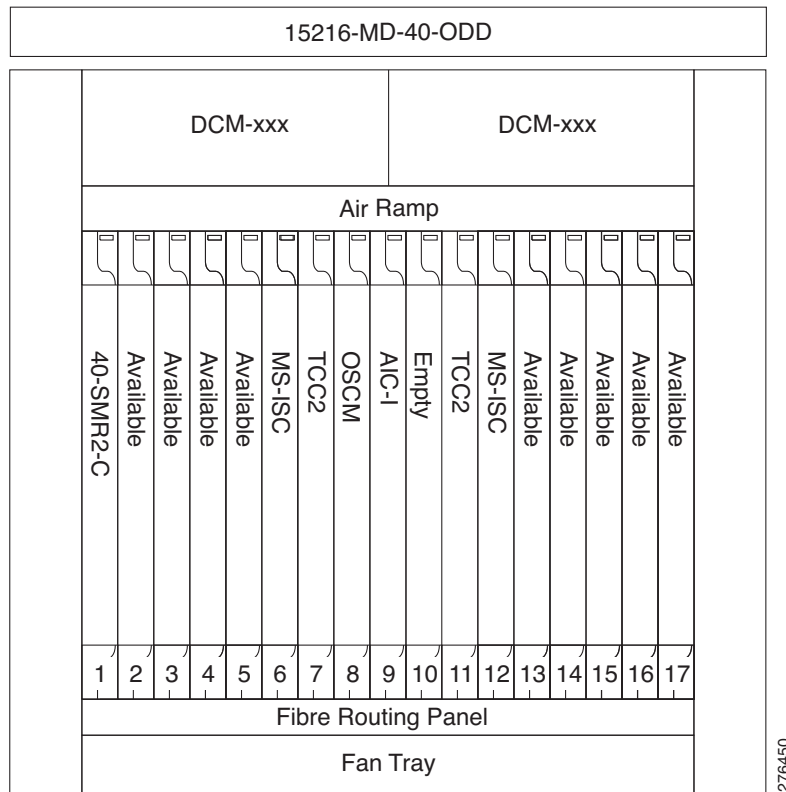 15216-MD-40-ODD
DCM-xxx
DCM-xxx
Air Ramp
40-SMR2-C
Available
Available
Available
Available
MS-ISC
TCC2
OSCM
AIC-I
Empty
TCC2
MS-ISC
Available
Available
Available
Available
Available
1 2 3 4 5 6 7 8 9 10 11 12 13 14 15 16 17
Fibre Routing Panel
Fan Tray
276450